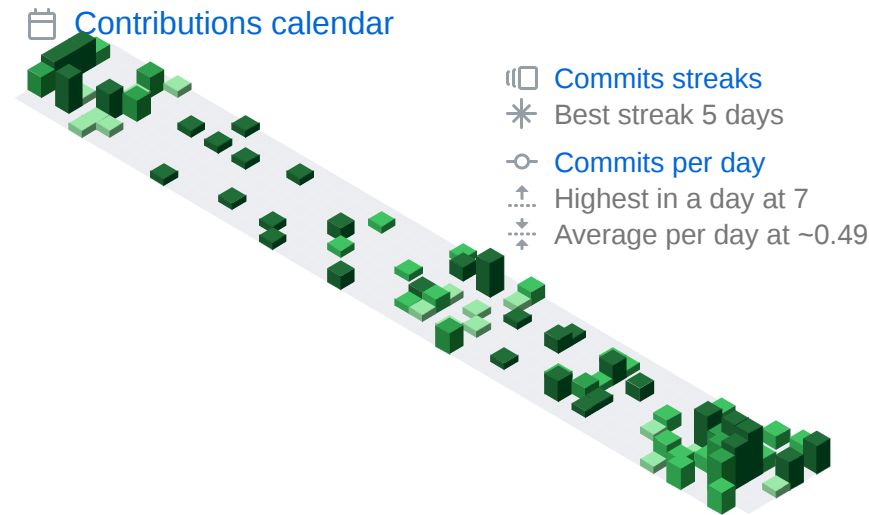 Contributions calendar
Commits streaks
Best streak 5 days
Commits per day
Highest in a day at 7
Average per day at ~0.49